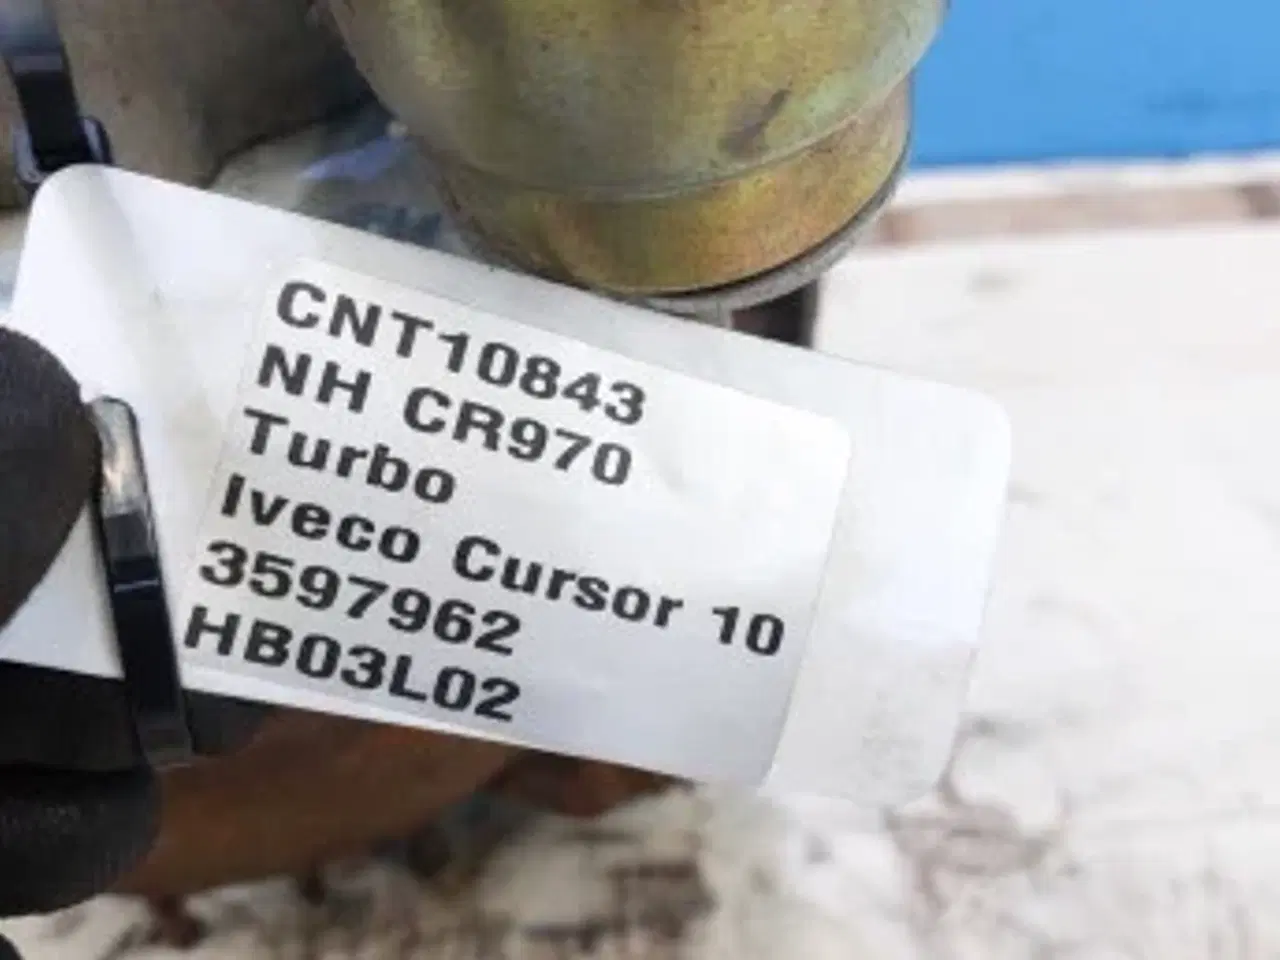 CNT10843
NH CR970
Turbo
Iveco Cursor 10
3597962
HB03L02